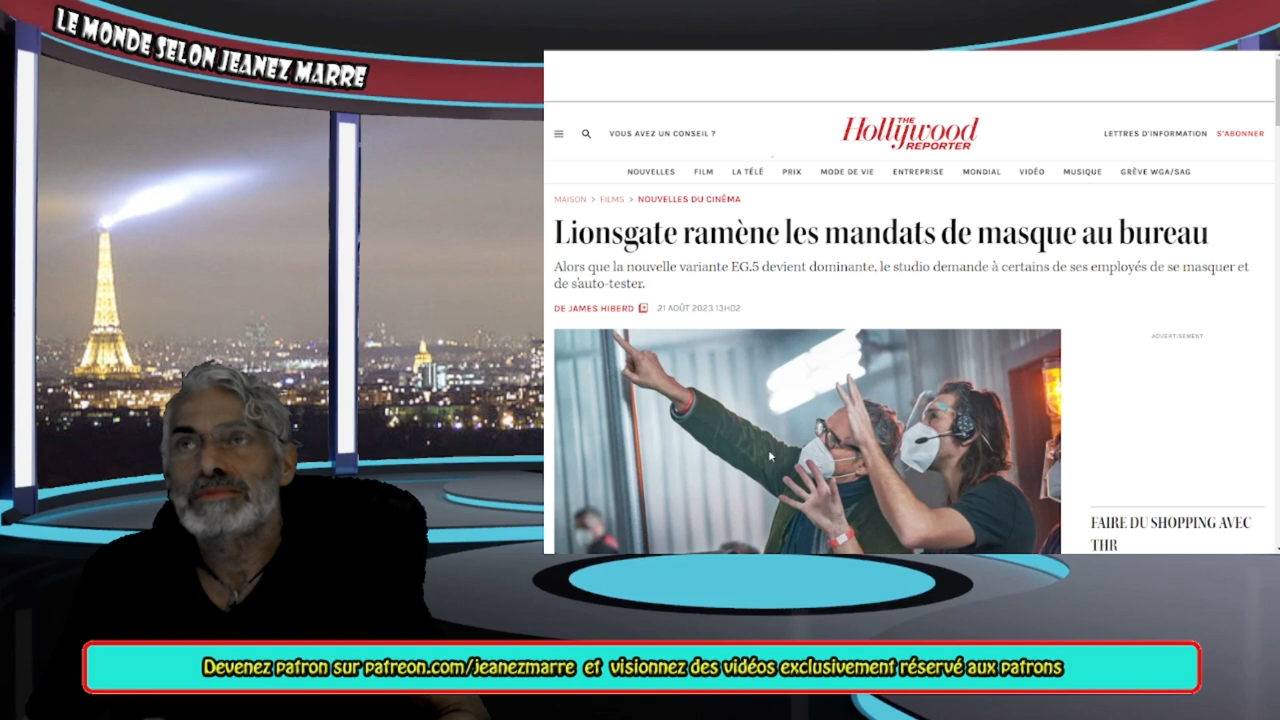 LE MONDE SELON JEANEZ MARRE
VOUS AVEZ UN CONSEIL ?
THE
Hollywood
REPORTER
LETTRES D'INFORMATION S'ABONNER
NOUVELLES FILM LA TÉLÉ PRIX MODE DE VIE ENTREPRISE MONDIAL VIDÉO MUSIQUE GRÈVE WGA/SAG
MAISON > FILMS > NOUVELLES DU CINÉMA
Lionsgate ramène les mandats de masque au bureau
Alors que la nouvelle variante EG.5 devient dominante, le studio demande à certains de ses employés de se masquer et
de s'auto-tester.
DE JAMES HIBERD 21 AOÛT 2023 13H02
ADVERTISEMENT
FAIRE DU SHOPPING AVEC
THR
Devenez patron sur patreon.com/jeanezmarre et visionnez des vidéos exclusivement réservé aux patrons